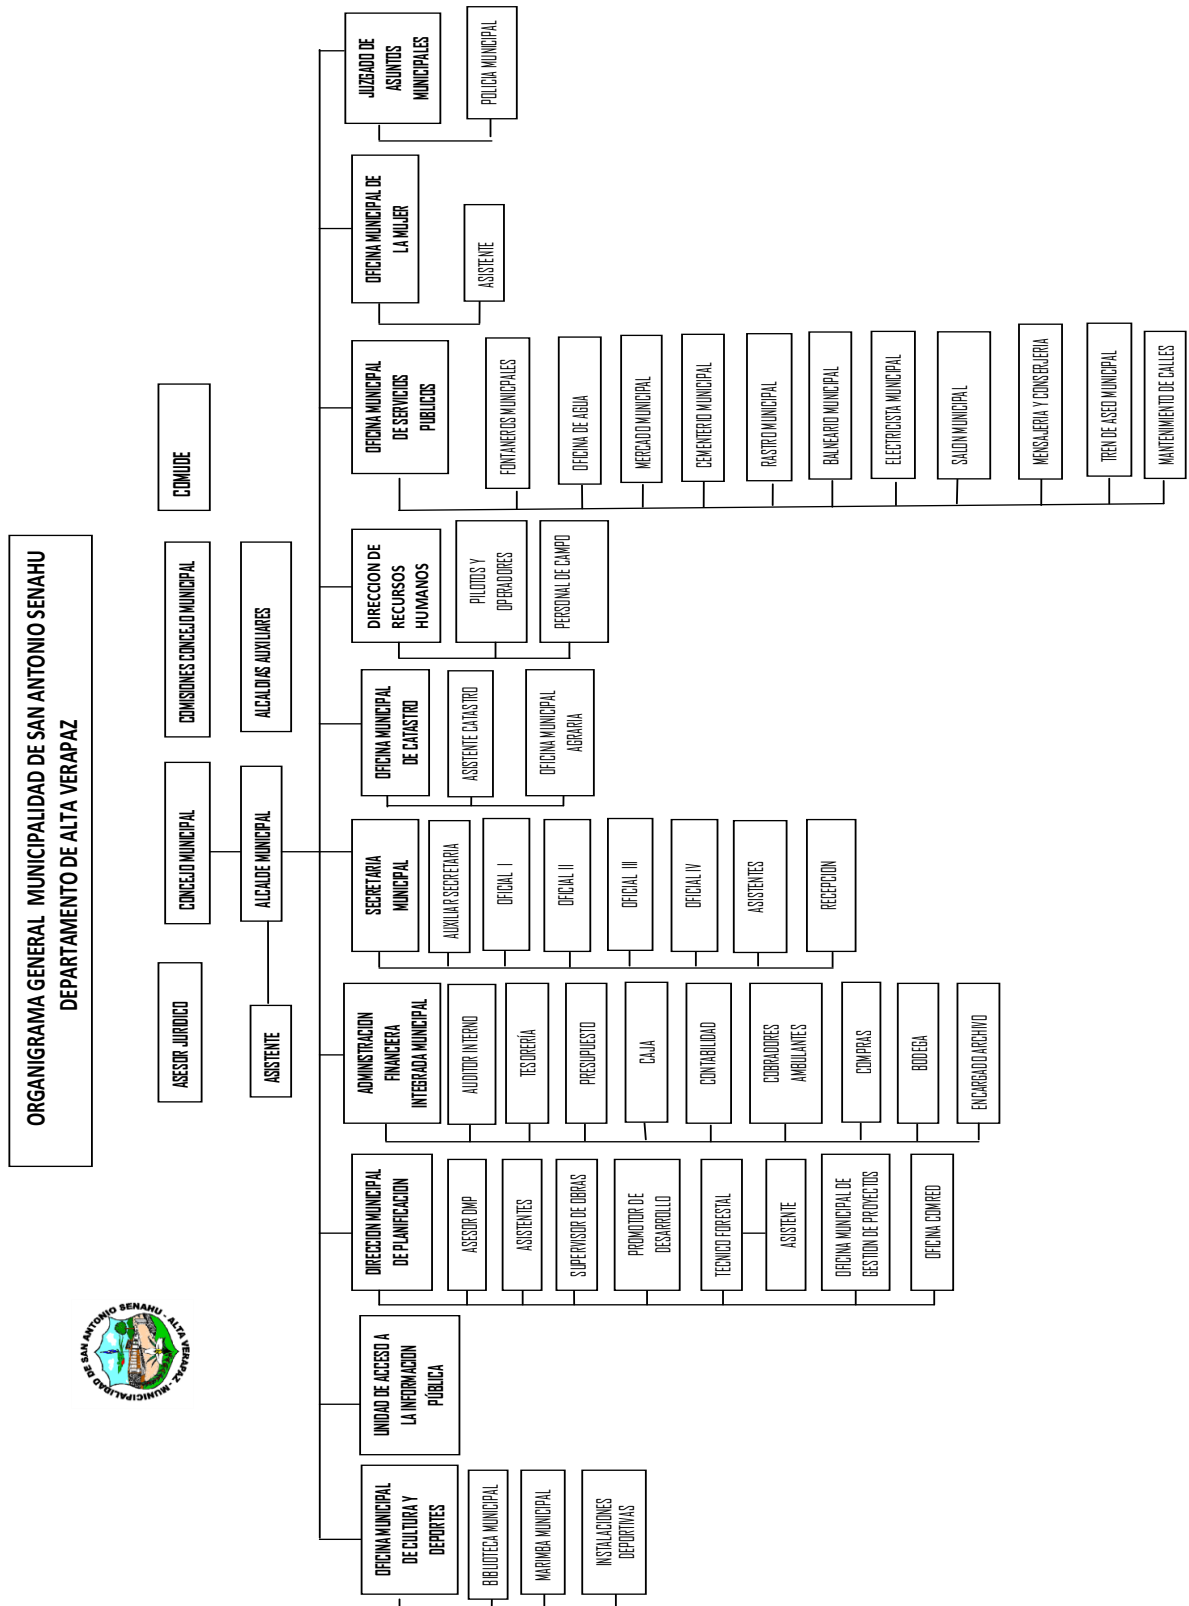 ORGANIGRAMA GENERAL MUNICIPALIDAD DE SAN ANTONIO SENAHU
DEPARTAMENTO DE ALTA VERAPAZ
MUNICIPALIDAD DE SAN ANTONIO SENAHU - ALTA VERAPAZ -
ASESOR JURIDICO
CONCEJO MUNICIPAL
COMISIONES CONCEJO MUNICIPAL
COMUDE
ASISTENTE
ALCALDE MUNICIPAL
ALCALDIAS AUXILIARES
OFICINA MUNICIPAL
DE CULTURA Y
DEPORTES
BIBLIOTECA MUNICIPAL
MARIMBA MUNICIPAL
INSTALACIONES
DEPORTIVAS
UNIDAD DE ACCESO A
LA INFORMACION
PÚBLICA
DIRECCION MUNICIPAL
DE PLANIFICACION
ASESOR DMP
ASISTENTES
SUPERVISOR DE OBRAS
PROMOTOR DE
DESARROLLO
TECNICO FORESTAL
ASISTENTE
OFICINA MUNICIPAL DE
GESTION DE PROYECTOS
OFICINA COMRED
ADMINISTRACION
FINANCIERA
INTEGRADA MUNICIPAL
AUDITOR INTERNO
TESORERÍA
PRESUPUESTO
CAJA
CONTABILIDAD
COBRADORES
AMBULANTES
COMPRAS
BODEGA
ENCARGADO ARCHIVO
SECRETARIA
MUNICIPAL
AUXILIAR SECRETARIA
OFICIAL I
OFICIAL II
OFICIAL III
OFICIAL IV
ASISTENTES
RECEPCION
OFICINA MUNICIPAL
DE CATASTRO
ASISTENTE CATASTRO
OFICINA MUNICIPAL
AGRARIA
DIRECCION DE
RECURSOS
HUMANOS
PILOTOS Y
OPERADORES
PERSONAL DE CAMPO
OFICINA MUNICIPAL
DE SERVICIOS
PUBLICOS
FONTANEROS MUNICPALES
OFICINA DE AGUA
MERCADO MUNICIPAL
CEMENTERIO MUNICIPAL
RASTRO MUNICIPAL
BALNEARIO MUNICIPAL
ELECTRICISTA MUNICIPAL
SALON MUNICIPAL
MENSAJERIA Y CONSERJERIA
TREN DE ASEO MUNICIPAL
MANTENIMIENTO DE CALLES
OFICINA MUNICIPAL DE
LA MUJER
ASISTENTE
JUZGADO DE
ASUNTOS
MUNICIPALES
POLICIA MUNICIPAL